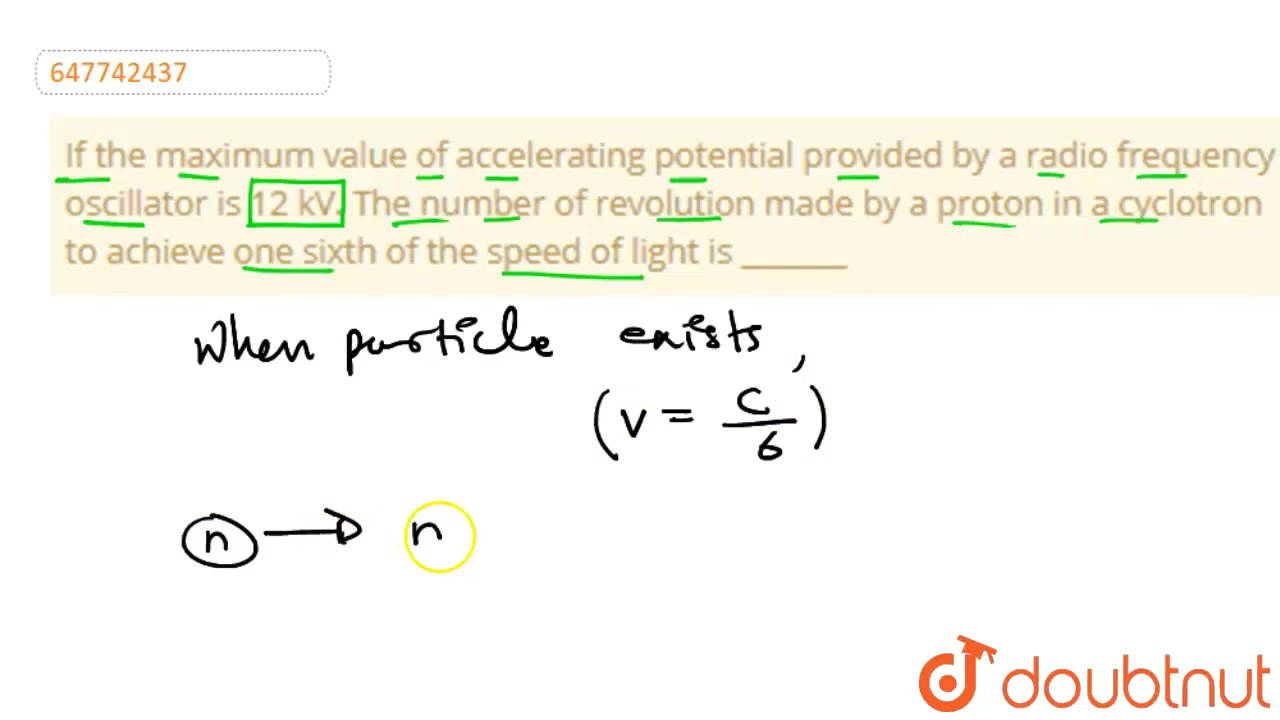 647742437
If the maximum value of accelerating potential provided by a radio frequency
oscillator is 12 kV. The number of revolution made by a proton in a cyclotron
to achieve one sixth of the speed of light is _______
When particle exists,
(v = c/6)
n → n
doubtnut